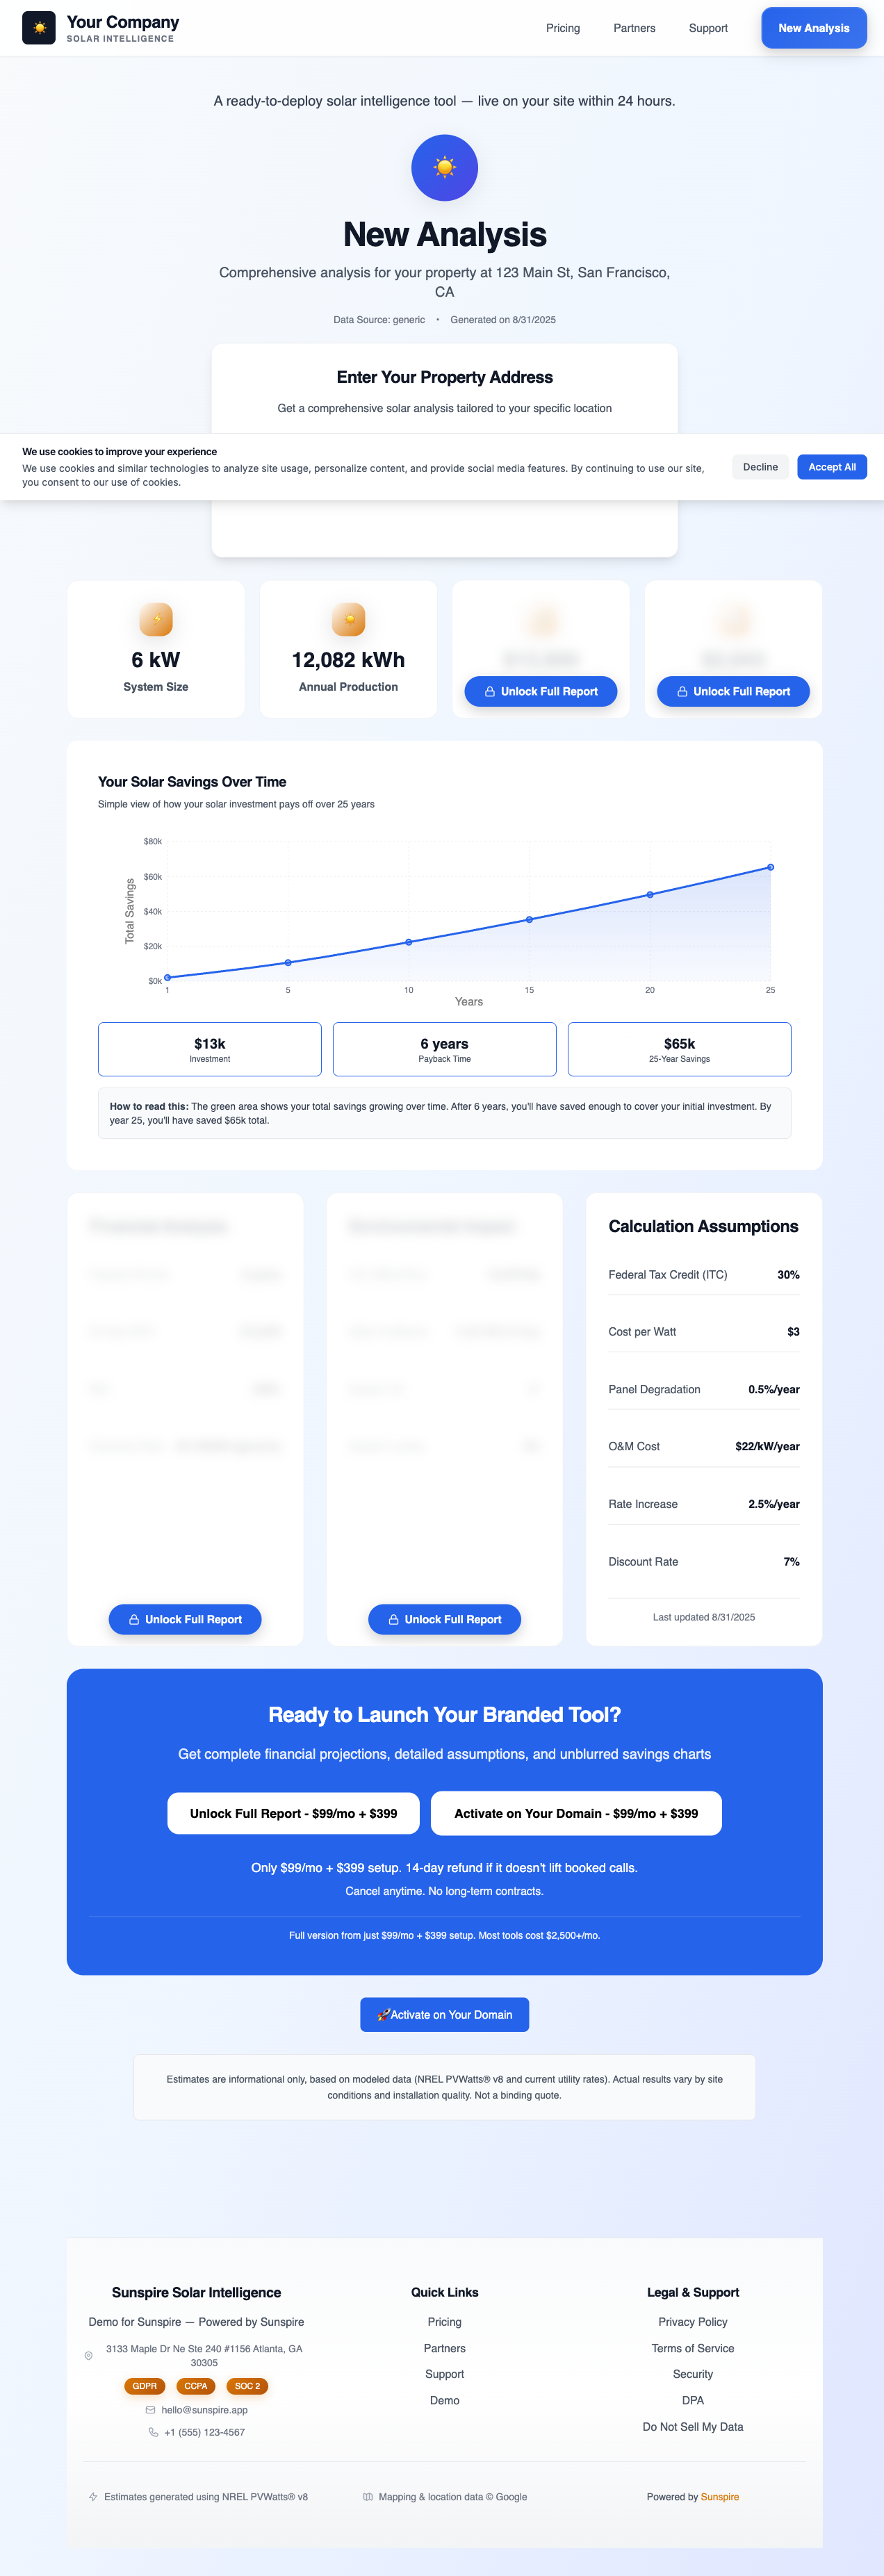 Your Company
SOLAR INTELLIGENCE
Pricing
Partners
Support
New Analysis
A ready-to-deploy solar intelligence tool — live on your site within 24 hours.
New Analysis
Comprehensive analysis for your property at 123 Main St, San Francisco,
CA
Data Source: generic • Generated on 8/31/2025
Enter Your Property Address
Get a comprehensive solar analysis tailored to your specific location
We use cookies to improve your experience
We use cookies and similar technologies to analyze site usage, personalize content, and provide social media features. By continuing to use our site,
you consent to our use of cookies.
Decline
Accept All
6 kW
System Size
12,082 kWh
Annual Production
Unlock Full Report
Unlock Full Report
Your Solar Savings Over Time
Simple view of how your solar investment pays off over 25 years
Total Savings
$80k
$60k
$40k
$20k
$0k
1 5 10 15 20 25
Years
$13k
Investment
6 years
Payback Time
$65k
25-Year Savings
How to read this: The green area shows your total savings growing over time. After 6 years, you'll have saved enough to cover your initial investment. By
year 25, you'll have saved $65k total.
Unlock Full Report
Unlock Full Report
Calculation Assumptions
Federal Tax Credit (ITC) 30%
Cost per Watt $3
Panel Degradation 0.5%/year
O&M Cost $22/kW/year
Rate Increase 2.5%/year
Discount Rate 7%
Last updated 8/31/2025
Ready to Launch Your Branded Tool?
Get complete financial projections, detailed assumptions, and unblurred savings charts
Unlock Full Report - $99/mo + $399
Activate on Your Domain - $99/mo + $399
Only $99/mo + $399 setup. 14-day refund if it doesn't lift booked calls.
Cancel anytime. No long-term contracts.
Full version from just $99/mo + $399 setup. Most tools cost $2,500+/mo.
🚀Activate on Your Domain
Estimates are informational only, based on modeled data (NREL PVWatts® v8 and current utility rates). Actual results vary by site
conditions and installation quality. Not a binding quote.
Sunspire Solar Intelligence
Demo for Sunspire — Powered by Sunspire
3133 Maple Dr Ne Ste 240 #1156 Atlanta, GA
30305
GDPR
CCPA
SOC 2
hello@sunspire.app
+1 (555) 123-4567
Quick Links
Pricing
Partners
Support
Demo
Legal & Support
Privacy Policy
Terms of Service
Security
DPA
Do Not Sell My Data
Estimates generated using NREL PVWatts® v8
Mapping & location data © Google
Powered by Sunspire